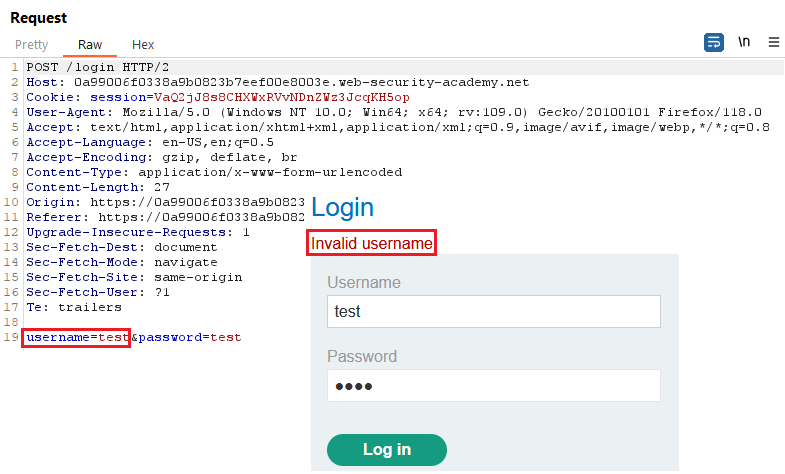 Request
Pretty Raw Hex
\n
1 POST /login HTTP/2
2 Host: 0a99006f0338a9b0823b7eef00e8003e.web-security-academy.net
3 Cookie: session=VaQ2jJ8s8CHXWxRVvNDnZWz3JcqKH5op
4 User-Agent: Mozilla/5.0 (Windows NT 10.0; Win64; x64; rv:109.0) Gecko/20100101 Firefox/118.0
5 Accept: text/html,application/xhtml+xml,application/xml;q=0.9,image/avif,image/webp,*/*;q=0.8
6 Accept-Language: en-US,en;q=0.5
7 Accept-Encoding: gzip, deflate, br
8 Content-Type: application/x-www-form-urlencoded
9 Content-Length: 27
10 Origin: https://0a99006f0338a9b0823
11 Referer: https://0a99006f0338a9b082
12 Upgrade-Insecure-Requests: 1
13 Sec-Fetch-Dest: document
14 Sec-Fetch-Mode: navigate
15 Sec-Fetch-Site: same-origin
16 Sec-Fetch-User: ?1
17 Te: trailers
18
19 username=test&password=test
Login
Invalid username
Username
test
Password
••••
Log in